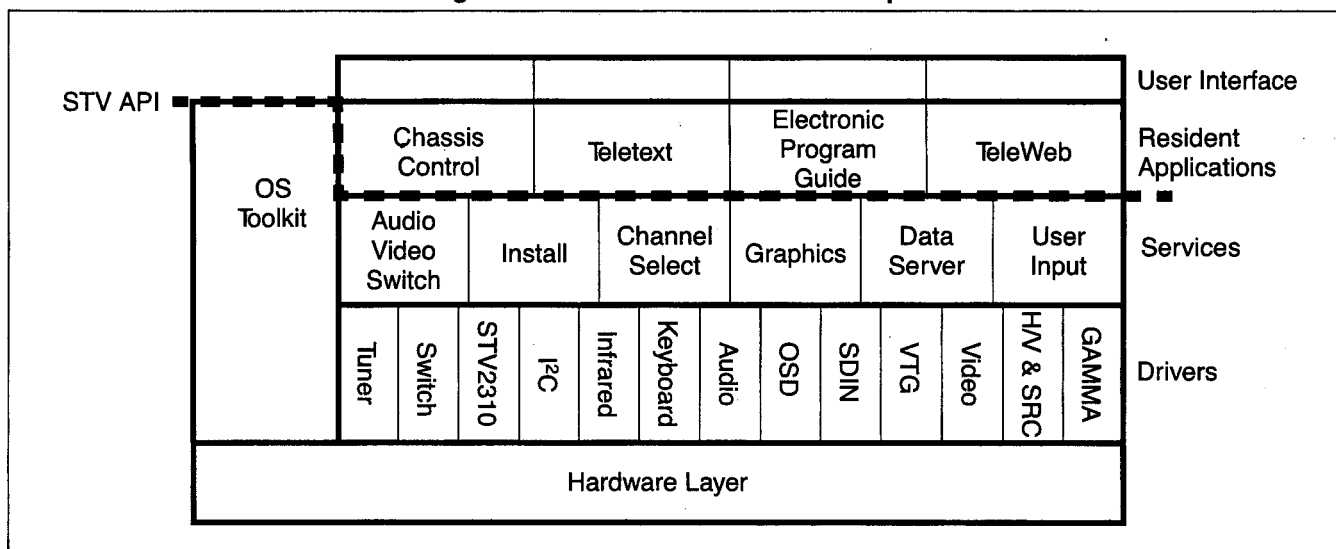 User Interface
STV API
Chassis
Control
Teletext
Electronic
Program
Guide
TeleWeb
Resident
Applications
OS
Toolkit
Audio
Video
Switch
Install
Channel
Select
Graphics
Data
Server
User
Input
Services
Tuner
Switch
STV2310
I²C
Infrared
Keyboard
Audio
OSD
SDIN
VTG
Video
H/V & SRC
GAMMA
Drivers
Hardware Layer